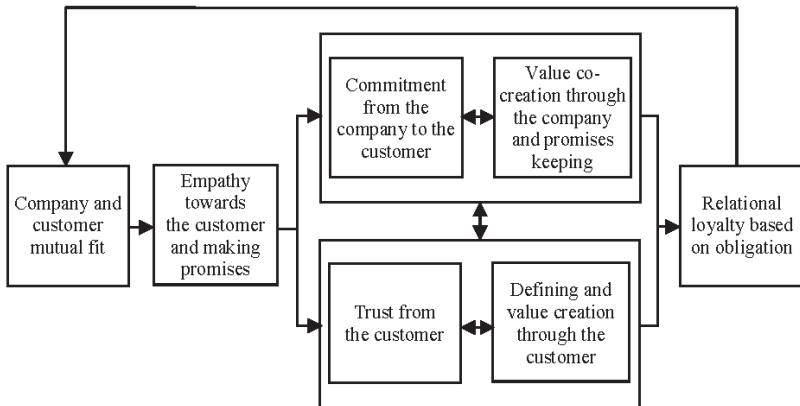 Company and
customer
mutual fit
Empathy
towards
the customer
and making
promises
Commitment
from the
company to the
customer
Value co-
creation through
the company
and promises
keeping
Trust from
the customer
Defining and
value creation
through the
customer
Relational
loyalty based
on obligation